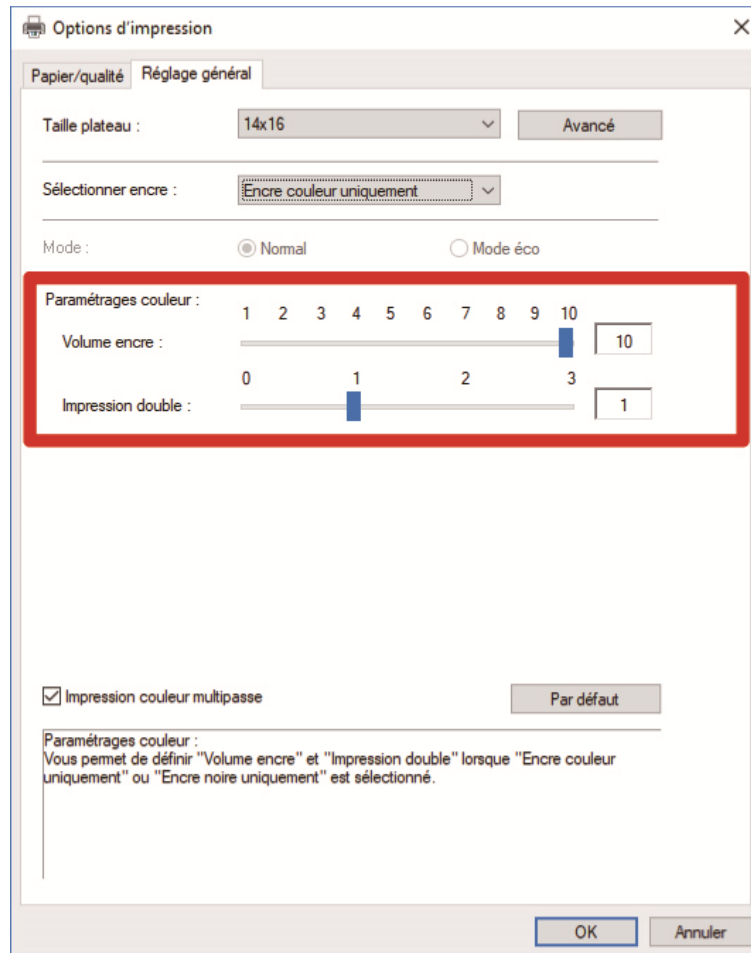 Options d'impression
Papier/qualité Réglage général
Taille plateau : 14x16 Avancé
Sélectionner encre : Encre couleur uniquement
Mode : Normal Mode éco
Paramétrages couleur :
1 2 3 4 5 6 7 8 9 10
Volume encre : 10
0 1 2 3
Impression double : 1
Impression couleur multipasse Par défaut
Paramétrages couleur :
Vous permet de définir "Volume encre" et "Impression double" lorsque "Encre couleur
uniquement" ou "Encre noire uniquement" est sélectionné.
OK Annuler